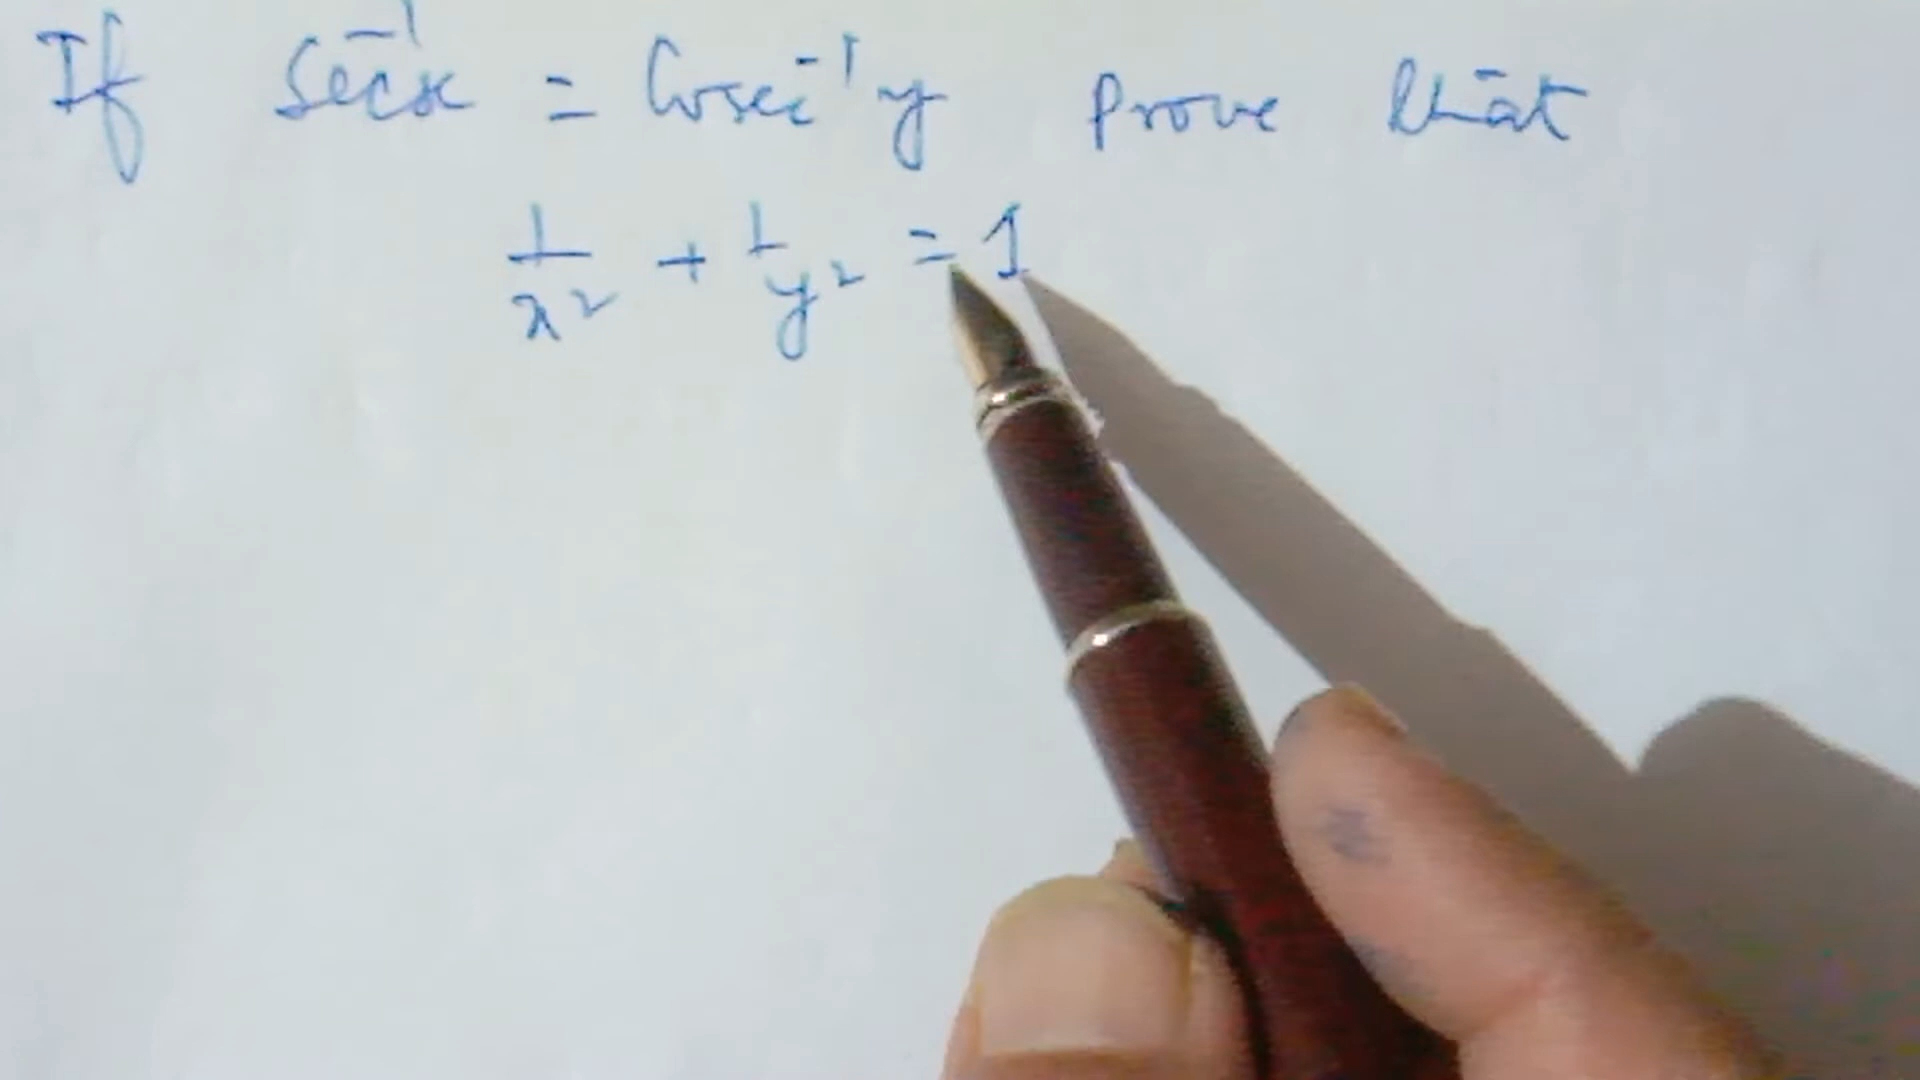 If Sec⁻¹x = Cosec⁻¹y Prove that
1/x² + 1/y² = 1